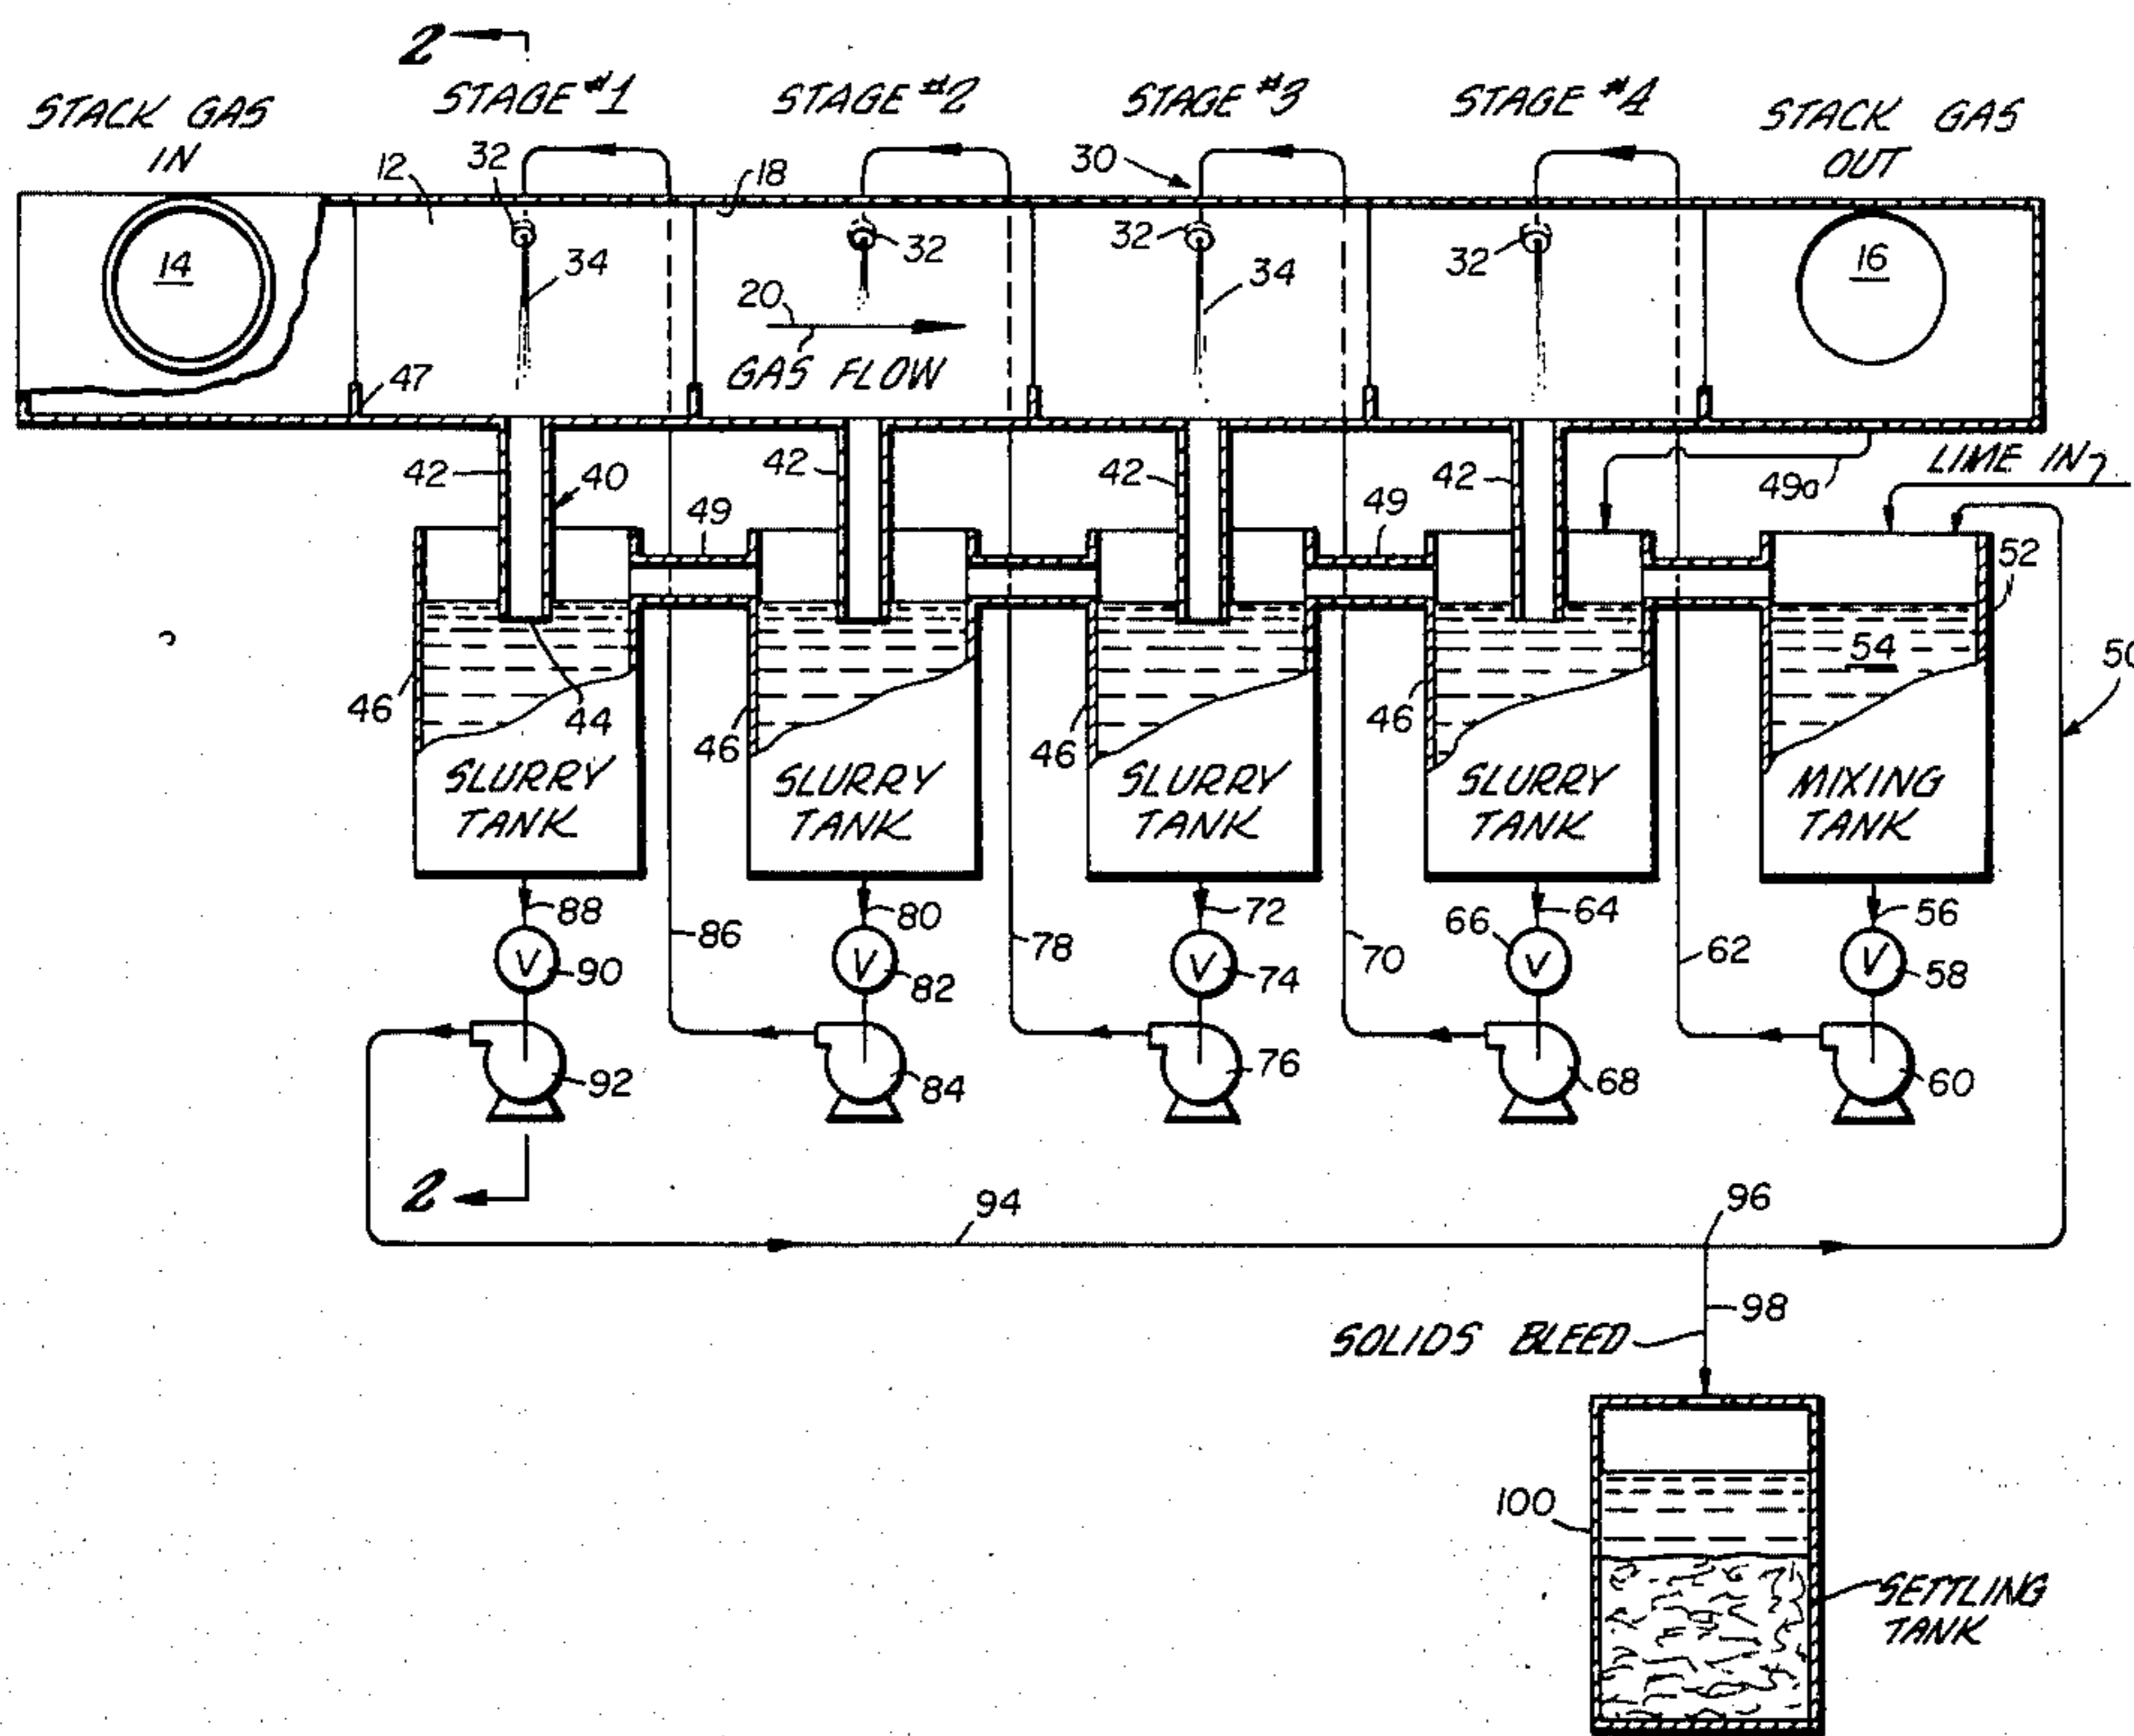 2
STACK GAS IN
STAGE #1
STAGE #2
STAGE #3
STAGE #4
STACK GAS OUT
12
32
18
30
14
34
32
32
34
32
16
20
GAS FLOW
47
42
40
42
42
42
49a
LIME IN
49
49
52
46
44
46
46
46
54
50
SLURRY TANK
SLURRY TANK
SLURRY TANK
SLURRY TANK
MIXING TANK
88
80
72
64
56
86
78
70
62
V
90
V
82
V
74
66
V
V
58
92
84
76
68
60
2
94
96
98
SOLIDS BLEED
100
SETTLING TANK